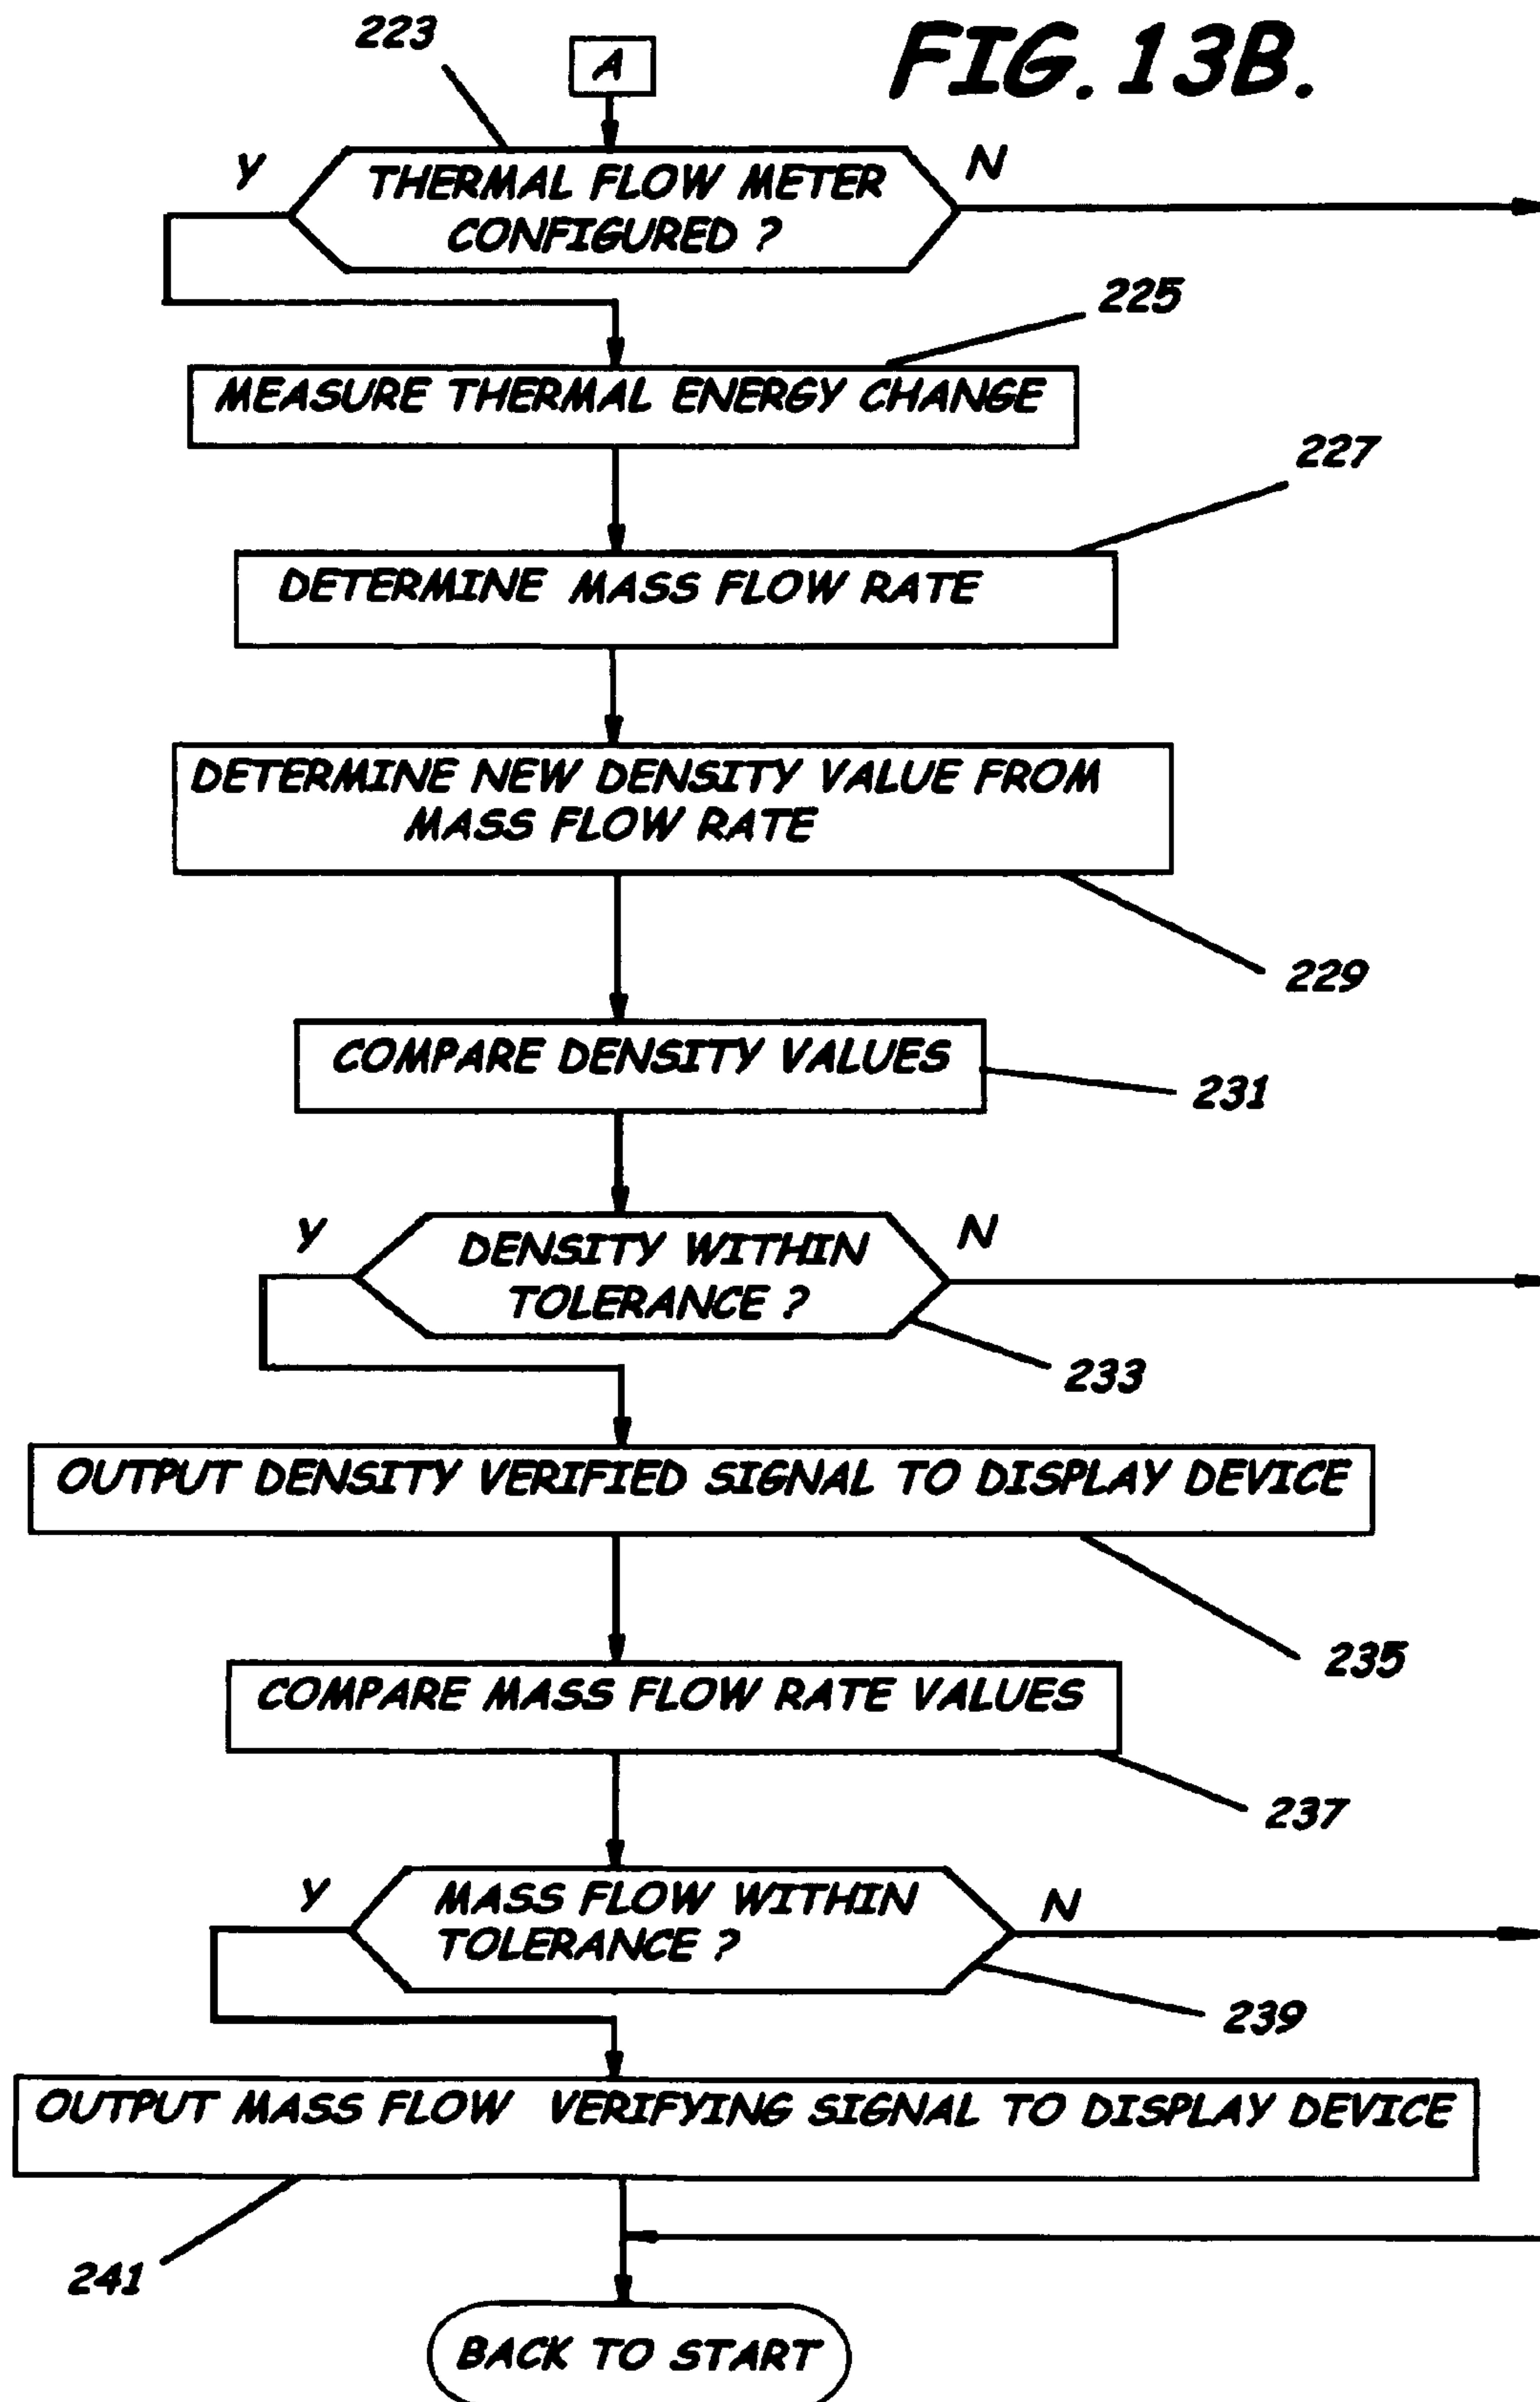 FIG. 13B.
223
A
Y
N
THERMAL FLOW METER
CONFIGURED ?
225
MEASURE THERMAL ENERGY CHANGE
227
DETERMINE MASS FLOW RATE
DETERMINE NEW DENSITY VALUE FROM
MASS FLOW RATE
229
COMPARE DENSITY VALUES
231
Y
N
DENSITY WITHIN
TOLERANCE ?
233
OUTPUT DENSITY VERIFIED SIGNAL TO DISPLAY DEVICE
235
COMPARE MASS FLOW RATE VALUES
237
Y
N
MASS FLOW WITHIN
TOLERANCE ?
239
OUTPUT MASS FLOW VERIFYING SIGNAL TO DISPLAY DEVICE
241
BACK TO START